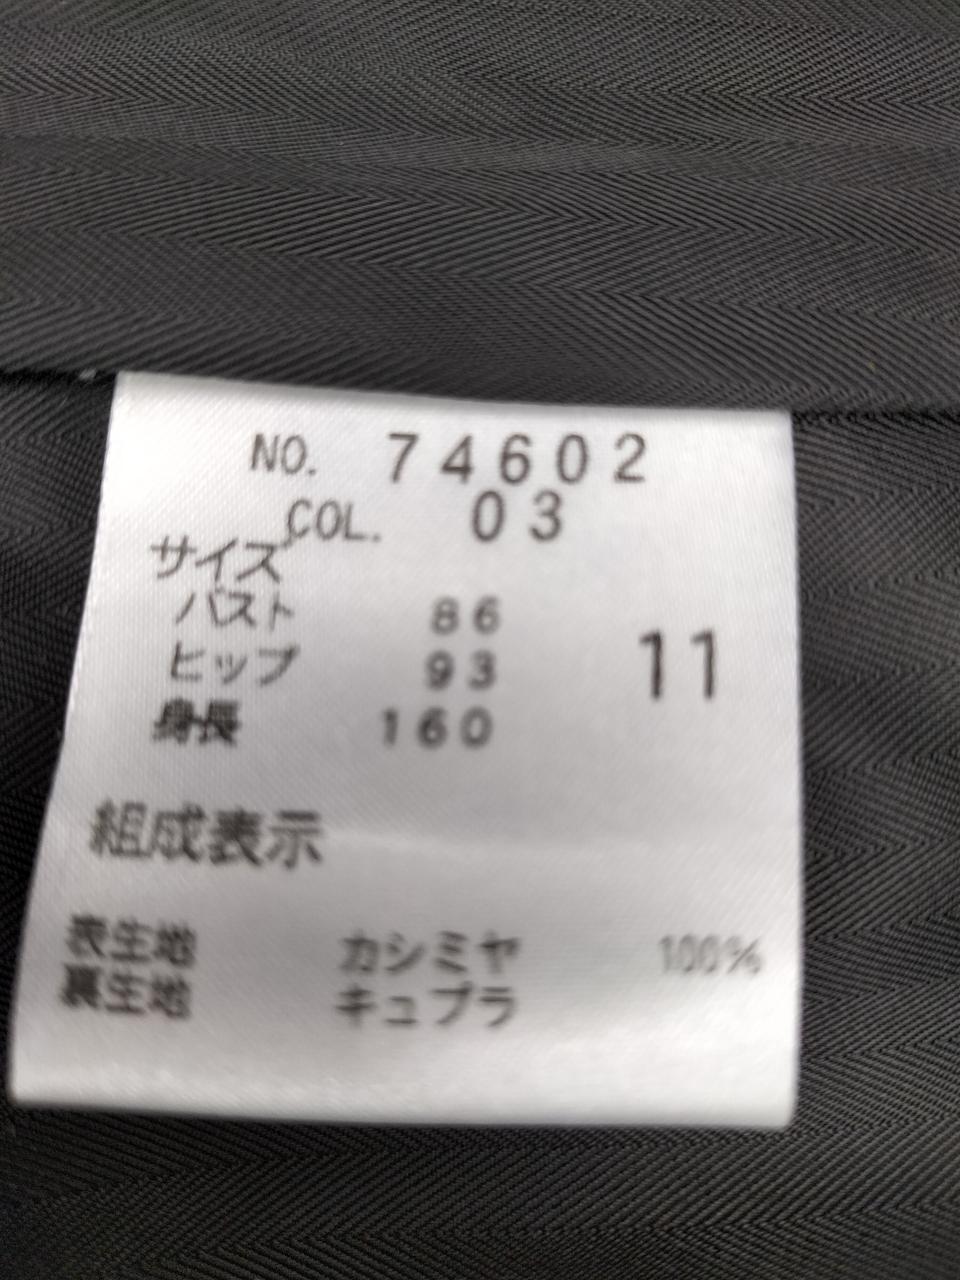 NO. 74602
COL. 03
サイズ
バスト 86
ヒップ 93 11
身長 160
組成表示
表生地 カシミヤ 100%
裏生地 キュプラ